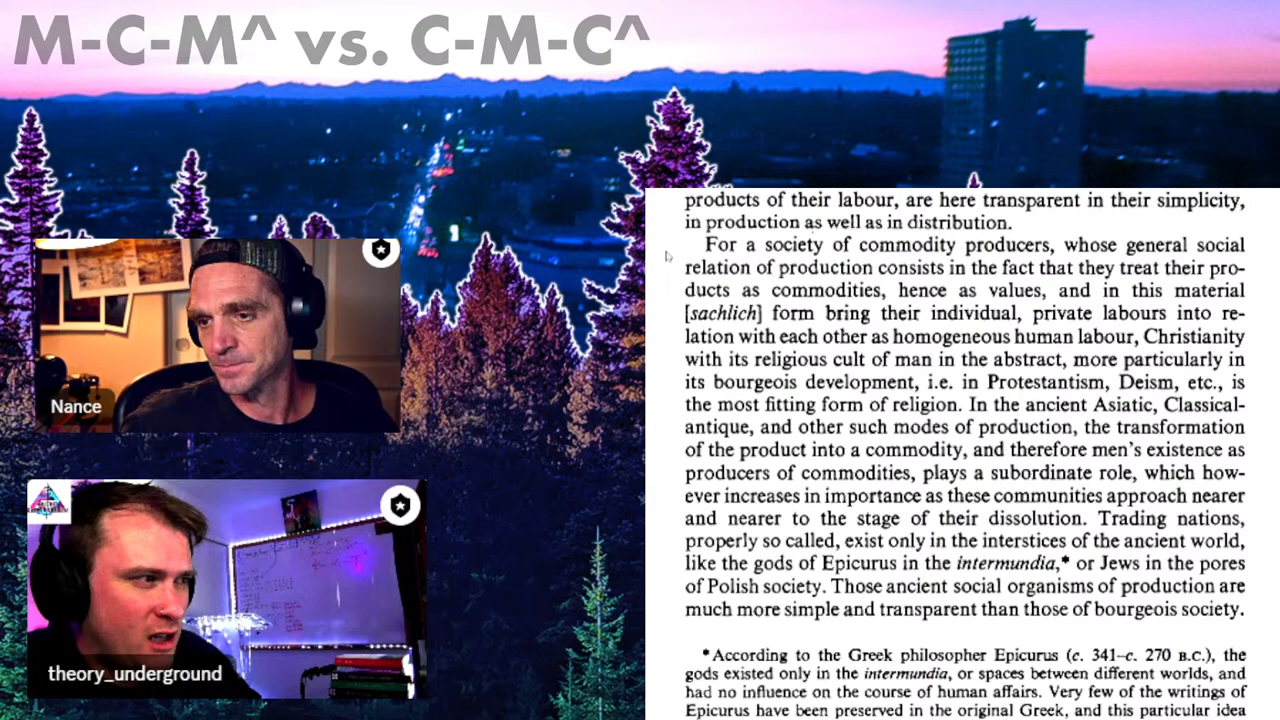 M-C-M^ vs. C-M-C^
Nance
theory_underground
products of their labour, are here transparent in their simplicity,
in production as well as in distribution.
For a society of commodity producers, whose general social
relation of production consists in the fact that they treat their pro-
ducts as commodities, hence as values, and in this material
[sachlich] form bring their individual, private labours into re-
lation with each other as homogeneous human labour, Christianity
with its religious cult of man in the abstract, more particularly in
its bourgeois development, i.e. in Protestantism, Deism, etc., is
the most fitting form of religion. In the ancient Asiatic, Classical-
antique, and other such modes of production, the transformation
of the product into a commodity, and therefore men's existence as
producers of commodities, plays a subordinate role, which how-
ever increases in importance as these communities approach nearer
and nearer to the stage of their dissolution. Trading nations,
properly so called, exist only in the interstices of the ancient world,
like the gods of Epicurus in the intermundia,* or Jews in the pores
of Polish society. Those ancient social organisms of production are
much more simple and transparent than those of bourgeois society.
*According to the Greek philosopher Epicurus (c. 341–c. 270 B.C.), the
gods existed only in the intermundia, or spaces between different worlds, and
had no influence on the course of human affairs. Very few of the writings of
Epicurus have been preserved in the original Greek, and this particular idea